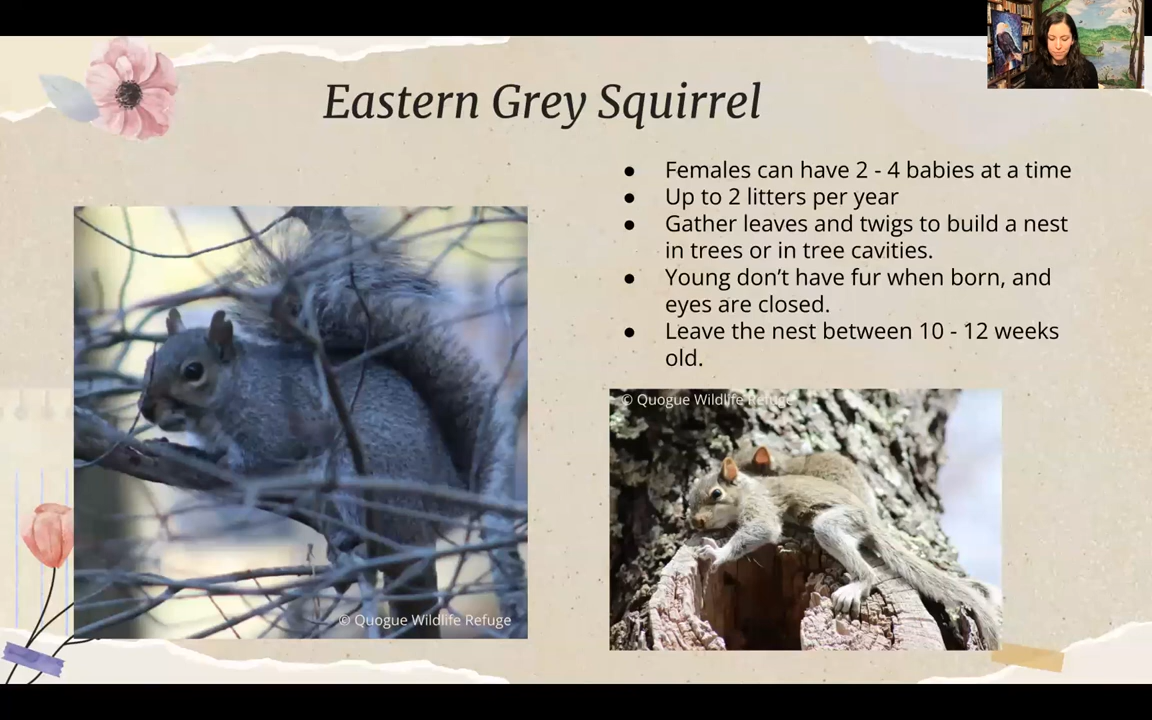 Eastern Grey Squirrel
● Females can have 2 - 4 babies at a time
● Up to 2 litters per year
● Gather leaves and twigs to build a nest
in trees or in tree cavities.
● Young don’t have fur when born, and
eyes are closed.
● Leave the nest between 10 - 12 weeks
old.
© Quogue Wildlife Refuge
© Quogue Wildlife Refuge